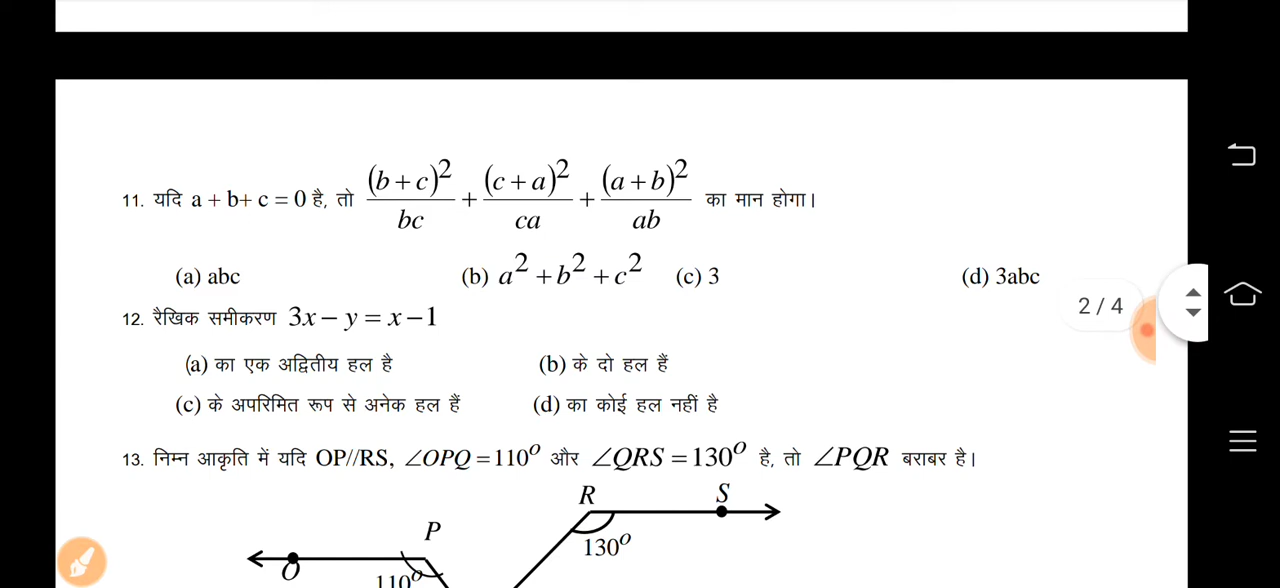 11. यदि a + b+ c = 0 है, तो (b+c)²/bc + (c+a)²/ca + (a+b)²/ab का मान होगा।
(a) abc (b) a² + b² + c² (c) 3 (d) 3abc
2 / 4
12. रैखिक समीकरण 3x − y = x − 1
(a) का एक अद्वितीय हल है (b) के दो हल हैं
(c) के अपरिमित रूप से अनेक हल हैं (d) का कोई हल नहीं है
13. निम्न आकृति में यदि OP//RS, ∠OPQ = 110° और ∠QRS = 130° है, तो ∠PQR बराबर है।
R S
P
130°
O
110°